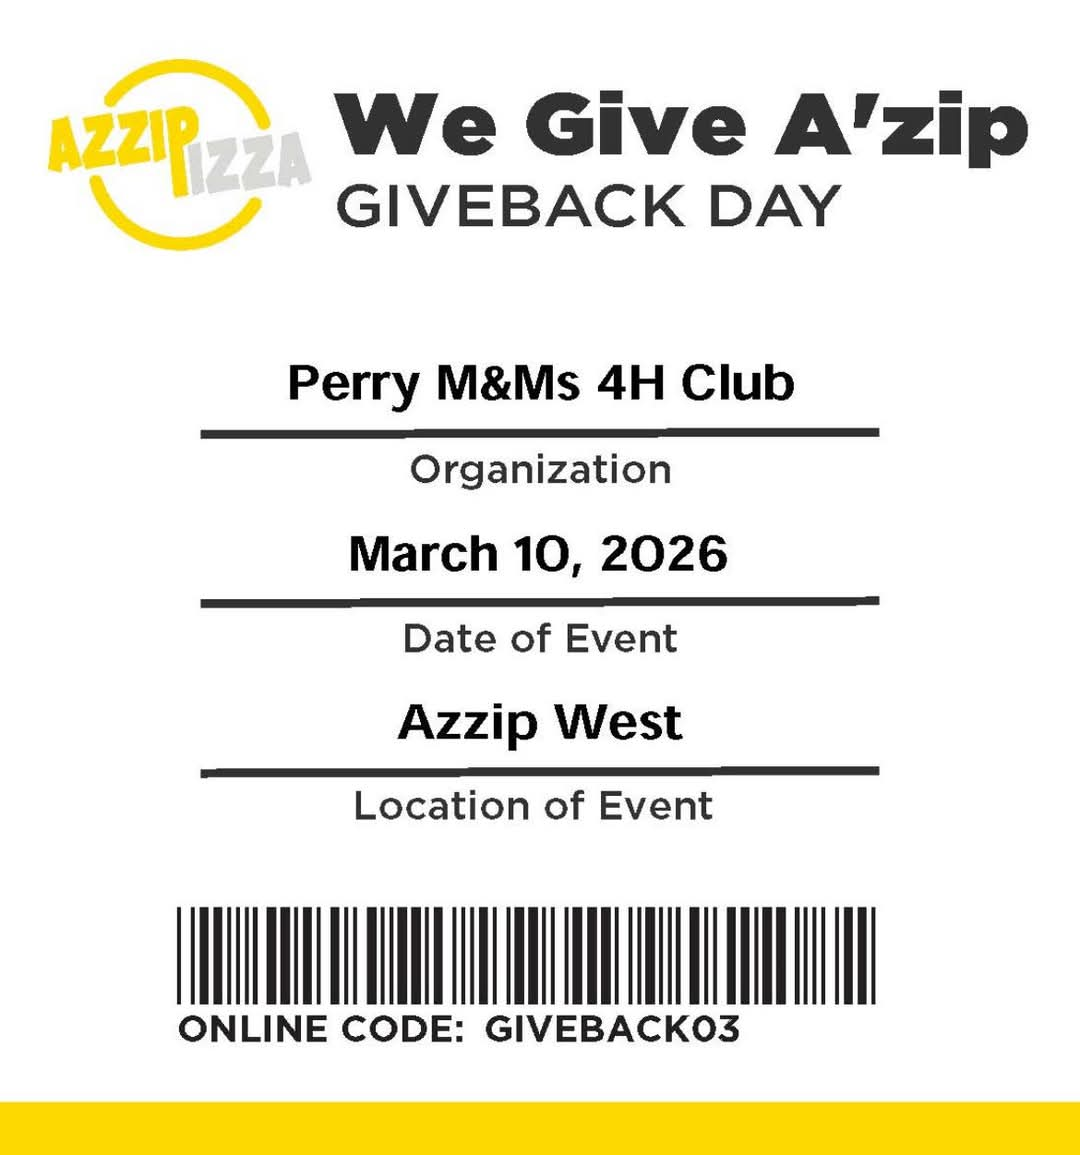 AZZIP
PIZZA
We Give A'zip
GIVEBACK DAY
Perry M&Ms 4H Club
Organization
March 10, 2026
Date of Event
Azzip West
Location of Event
ONLINE CODE: GIVEBACK03